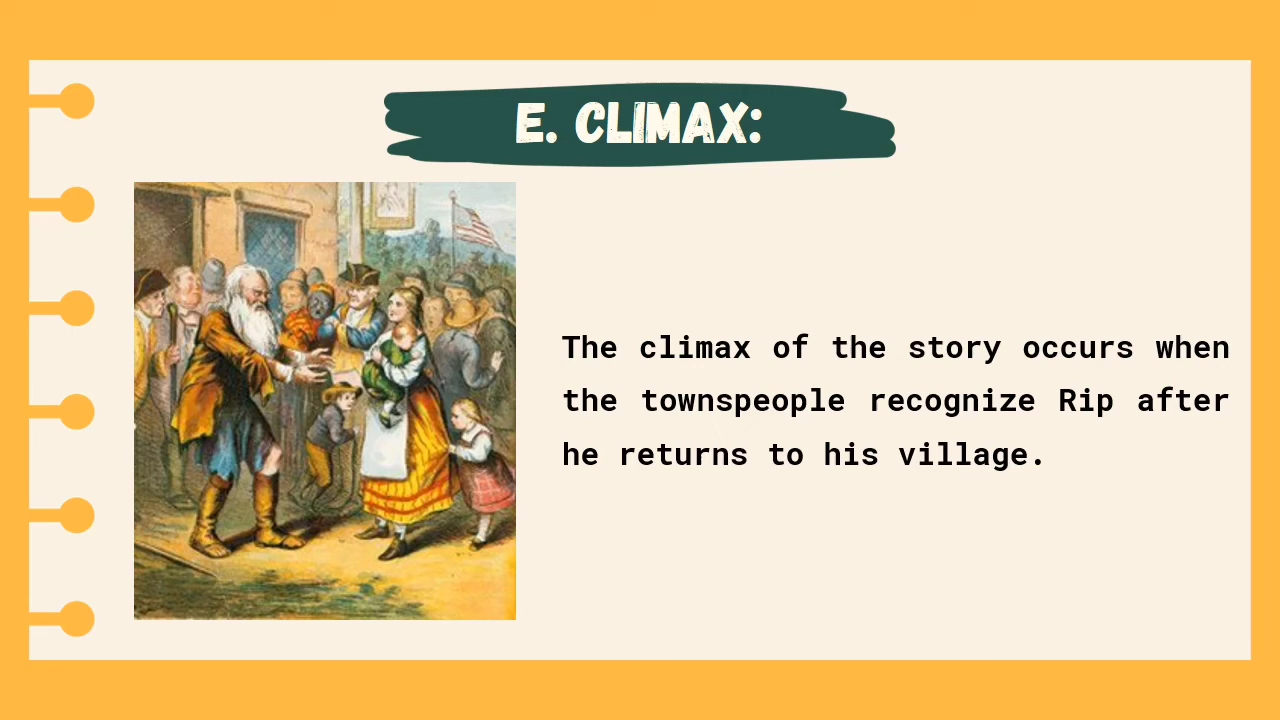 E. CLIMAX:
The climax of the story occurs when
the townspeople recognize Rip after
he returns to his village.